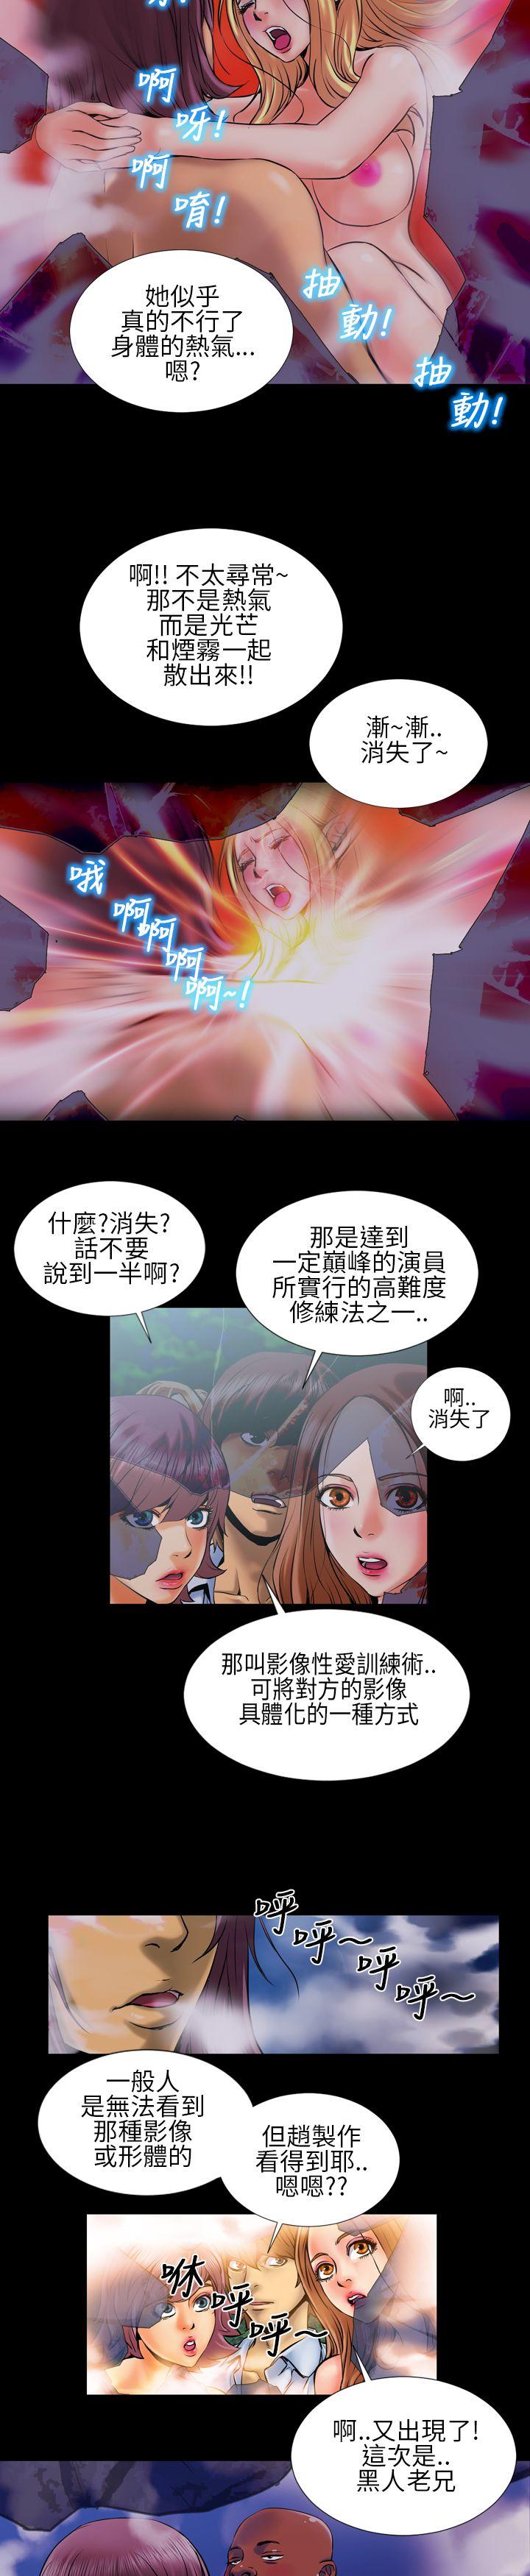 啊
呀!
啊
唷!
她似乎
真的不行了
身體的熱氣...
嗯?
抽
動!
抽
動!
啊!! 不太尋常~
那不是熱氣
而是光芒
和煙霧一起
散出來!!
漸~漸..
消失了~
哦
啊
啊
啊
啊~!
什麼?消失?
話不要
說到一半啊?
那是達到
一定巔峰的演員
所實行的高難度
修練法之一..
啊..
消失了
那叫影像性愛訓練術..
可將對方的影像
具體化的一種方式
呼
呼~
呼
呼~
一般人
是無法看到
那種影像
或形體的
但趙製作
看得到耶..
嗯嗯??
咻
呼
呼~
啊..又出現了!
這次是..
黑人老兄